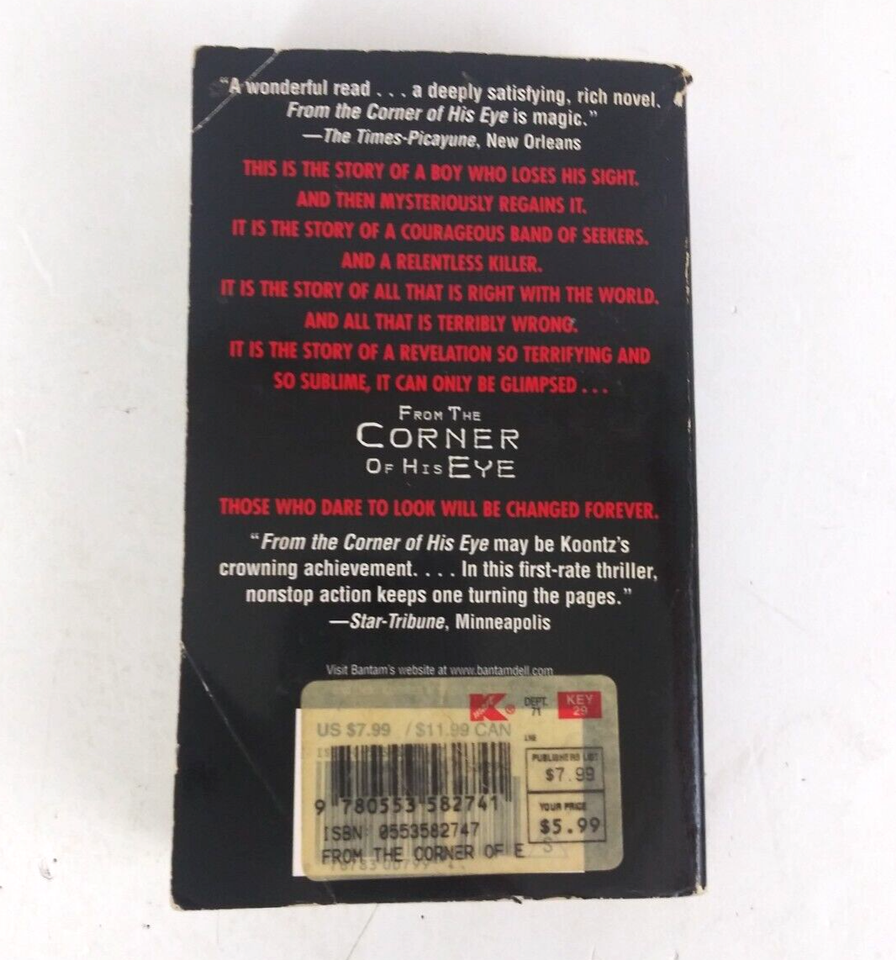 "A wonderful read . . . a deeply satisfying, rich novel.
From the Corner of His Eye is magic."
—The Times-Picayune, New Orleans
THIS IS THE STORY OF A BOY WHO LOSES HIS SIGHT.
AND THEN MYSTERIOUSLY REGAINS IT.
IT IS THE STORY OF A COURAGEOUS BAND OF SEEKERS.
AND A RELENTLESS KILLER.
IT IS THE STORY OF ALL THAT IS RIGHT WITH THE WORLD.
AND ALL THAT IS TERRIBLY WRONG.
IT IS THE STORY OF A REVELATION SO TERRIFYING AND
SO SUBLIME, IT CAN ONLY BE GLIMPSED . . .
FROM THE
CORNER
OF HIS EYE
THOSE WHO DARE TO LOOK WILL BE CHANGED FOREVER.
"From the Corner of His Eye may be Koontz's
crowning achievement. . . . In this first-rate thriller,
nonstop action keeps one turning the pages."
—Star-Tribune, Minneapolis
Visit Bantam's website at www.bantamdell.com
K ®
DEPT. 71
KEY 29
US $7.99 / $11.99 CAN
PUBLISHERS LIST
$7.99
YOUR PRICE
$5.99
9 780553 582741
ISBN 0553582747
FROM THE CORNER OF E